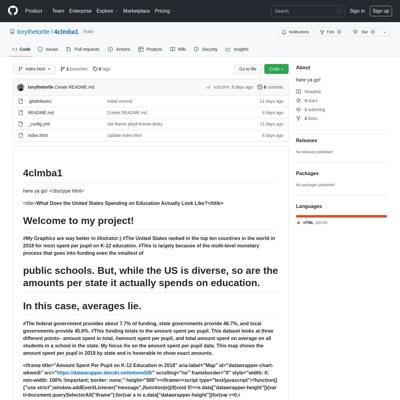 Product Team Enterprise Explore Marketplace Pricing Search Sign in Sign up
torythetortle / 4clmba1 Public Notifications Fork 0 Star 0
Code Issues Pull requests Actions Projects Wiki Security Insights
index.html 2 branches 0 tags Go to file Code
torythetortle Create README.md 8 days ago 8 commits
.gitattributes Initial commit 11 days ago
README.md Create README.md 8 days ago
_config.yml Set theme jekyll-theme-dinky 11 days ago
index.html Update index.html 8 days ago
About
here ya go!
Readme
0 stars
1 watching
0 forks
Releases
No releases published
Packages
No packages published
Languages
HTML 100.0%
4clmba1
here ya go! <!doctype html>
<title>What Does the United States Spending on Education Actually Look Like?</title>
Welcome to my project!
#My Graphics are way better in illistrator:) #The United States ranked in the top ten countries in the world in
2018 for most spent per pupil on K-12 education. #This is largely because of the multi-level monetary
process that goes into funding even the smallest of
public schools. But, while the US is diverse, so are the
amounts per state it actually spends on education.
In this case, averages lie.
#The federal government provides about 7.7% of funding, state governments provide 46.7%, and local
governments provide 45.6%. #This funding totals to the amount spent per pupil. This dataset looks at three
different points– amount spent in total, #amount spent per pupil, and total amount spent on average on all
students in a school in the state. My focus #is on the amount spent per pupil data. This map shows the
amount spent per pupil in 2018 by state and is hoverable to show exact amounts.
<iframe title="Amount Spent Per Pupil on K-12 Education in 2018" aria-label="Map" id="datawrapper-chart-
scrolling="no" frameborder="0" style="width: 0;
min-width: 100% !important; border: none;" height="508"></iframe><script type="text/javascript">!function()
{"use strict";window.addEventListener("message",(function(e){if(void 0!==e.data["datawrapper-height"]){var
t=document.querySelectorAll("iframe");for(var a in e.data["datawrapper-height"])for(var r=0;r